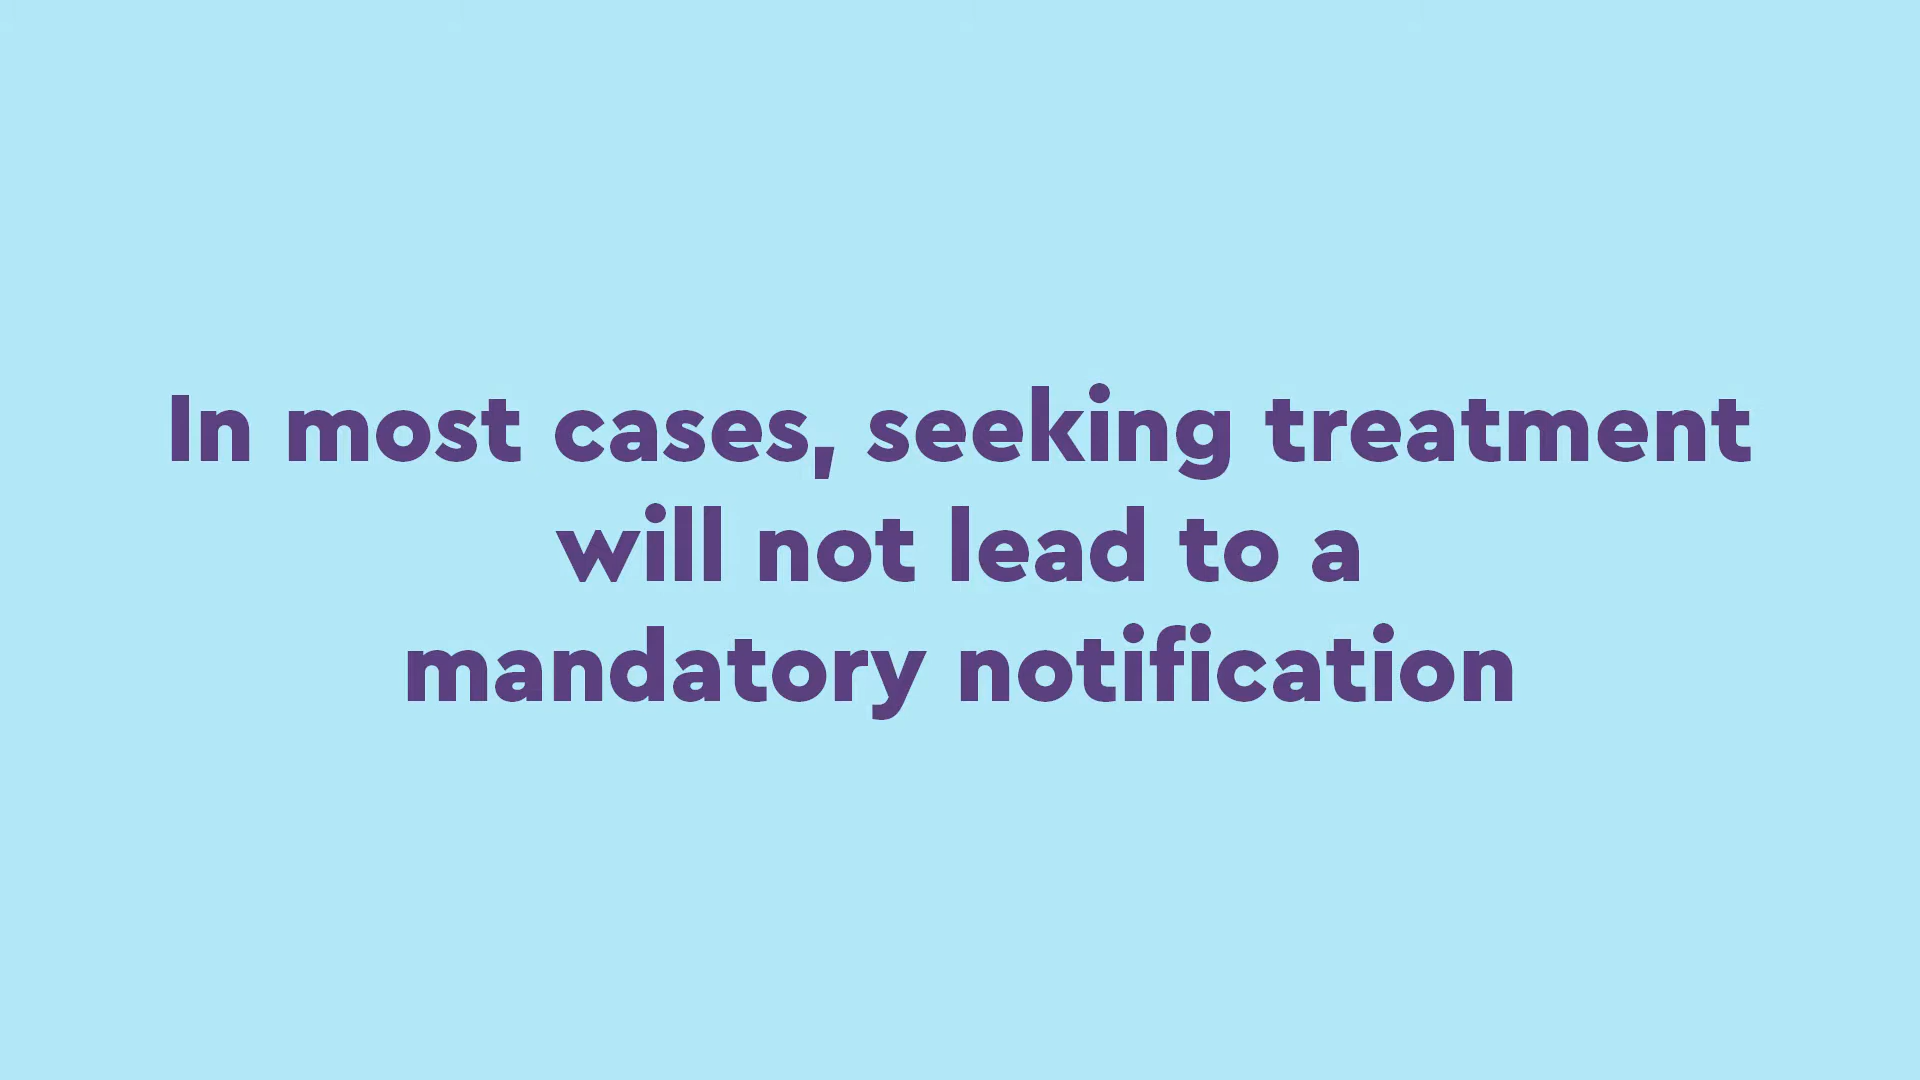 In most cases, seeking treatment
will not lead to a
mandatory notification